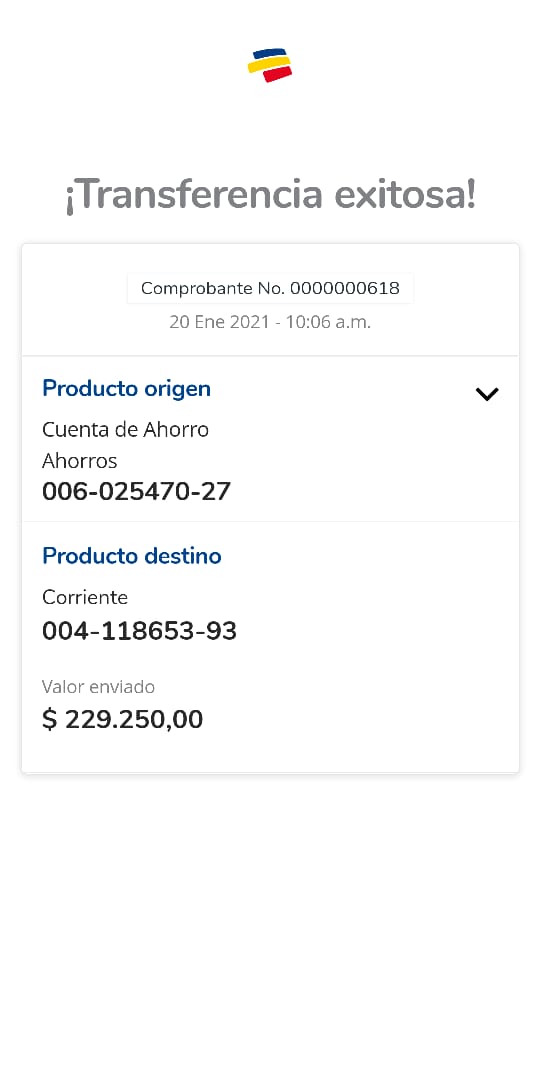 ¡Transferencia exitosa!
Comprobante No. 0000000618
20 Ene 2021 - 10:06 a.m.
Producto origen
Cuenta de Ahorro
Ahorros
006-025470-27
Producto destino
Corriente
004-118653-93
Valor enviado
$ 229.250,00